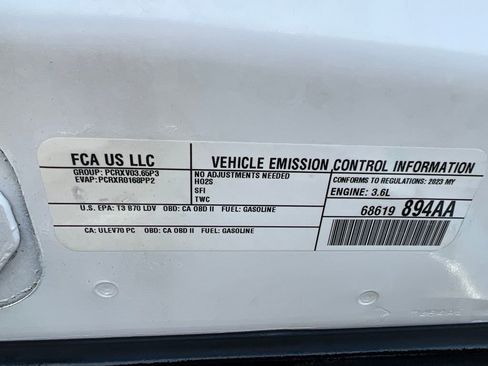 FCA US LLC
GROUP: PCRXV03.65P3
EVAP: PCRXR0168PP2
VEHICLE EMISSION CONTROL INFORMATION
NO ADJUSTMENTS NEEDED
HO2S
SFI
TWC
CONFORMS TO REGULATIONS: 2023 MY
ENGINE: 3.6L
U.S. EPA: T3 B70 LDV OBD: CA OBD II FUEL: GASOLINE
CA: ULEV70 PC OBD: CA OBD II FUEL: GASOLINE
68619 894AA